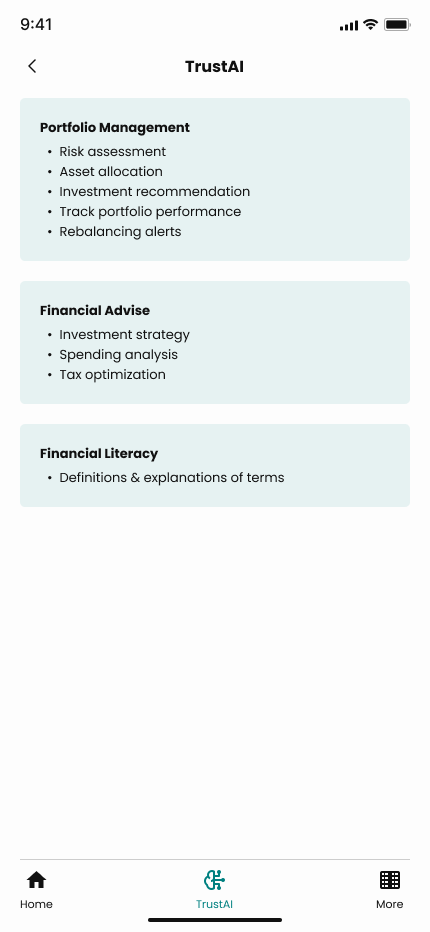 9:41
TrustAI
Portfolio Management
• Risk assessment
• Asset allocation
• Investment recommendation
• Track portfolio performance
• Rebalancing alerts
Financial Advise
• Investment strategy
• Spending analysis
• Tax optimization
Financial Literacy
• Definitions & explanations of terms
Home
TrustAI
More